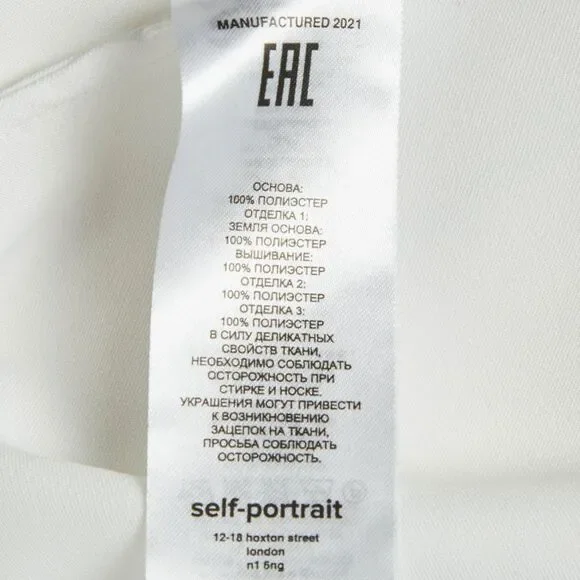 MANUFACTURED 2021
EAC
ОСНОВА:
100% ПОЛИЭСТЕР
ОТДЕЛКА 1:
ЗЕМЛЯ ОСНОВА:
100% ПОЛИЭСТЕР
ВЫШИВАНИЕ:
100% ПОЛИЭСТЕР
ОТДЕЛКА 2:
100% ПОЛИЭСТЕР
ОТДЕЛКА 3:
100% ПОЛИЭСТЕР
В СИЛУ ДЕЛИКАТНЫХ
СВОЙСТВ ТКАНИ,
НЕОБХОДИМО СОБЛЮДАТЬ
ОСТОРОЖНОСТЬ ПРИ
СТИРКЕ И НОСКЕ.
УКРАШЕНИЯ МОГУТ ПРИВЕСТИ
К ВОЗНИКНОВЕНИЮ
ЗАЦЕПОК НА ТКАНИ,
ПРОСЬБА СОБЛЮДАТЬ
ОСТОРОЖНОСТЬ.
self-portrait
12-18 hoxton street
london
n1 6ng